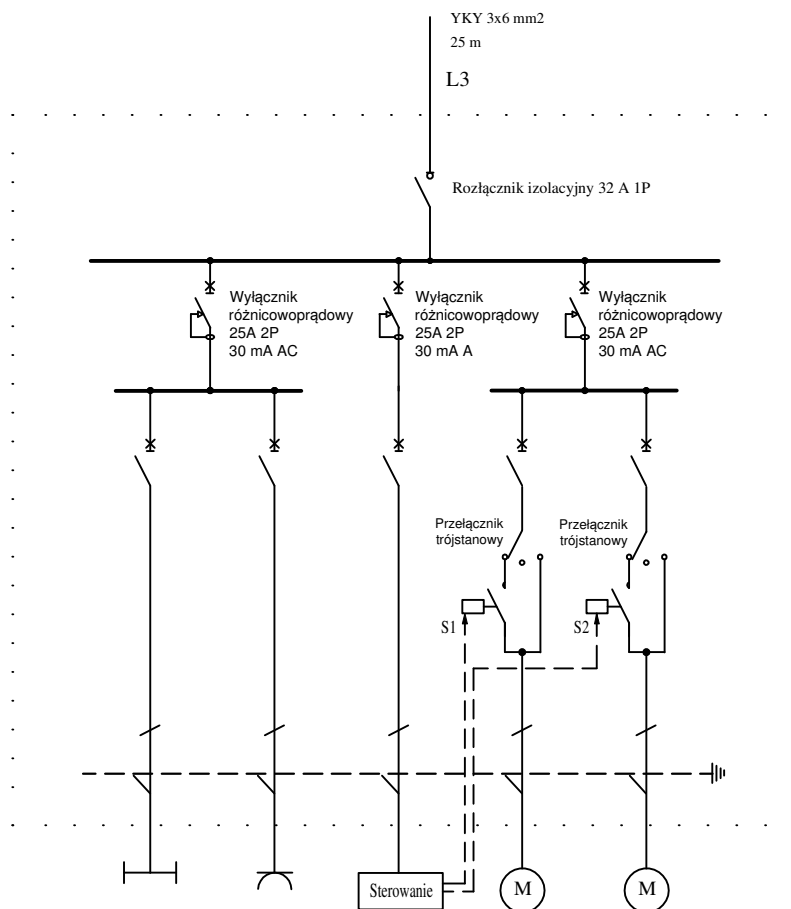 YKY 3x6 mm2
25 m
L3
Rozłącznik izolacyjny 32 A 1P
Wyłącznik
różnicowoprądowy
25A 2P
30 mA AC
Wyłącznik
różnicowoprądowy
25A 2P
30 mA A
Wyłącznik
różnicowoprądowy
25A 2P
30 mA AC
Przełącznik
trójstanowy
Przełącznik
trójstanowy
S1
S2
Sterowanie
M
M